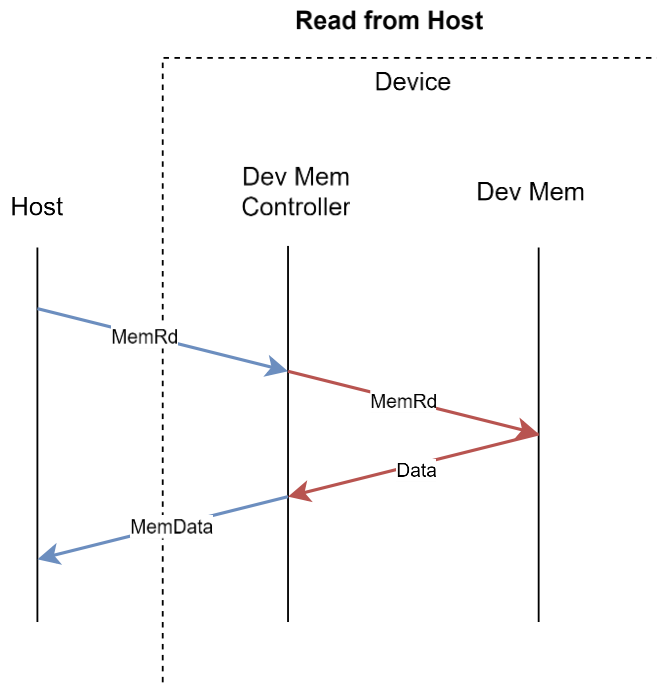 Read from Host
Device
Host
Dev Mem
Controller
Dev Mem
MemRd
MemRd
Data
MemData